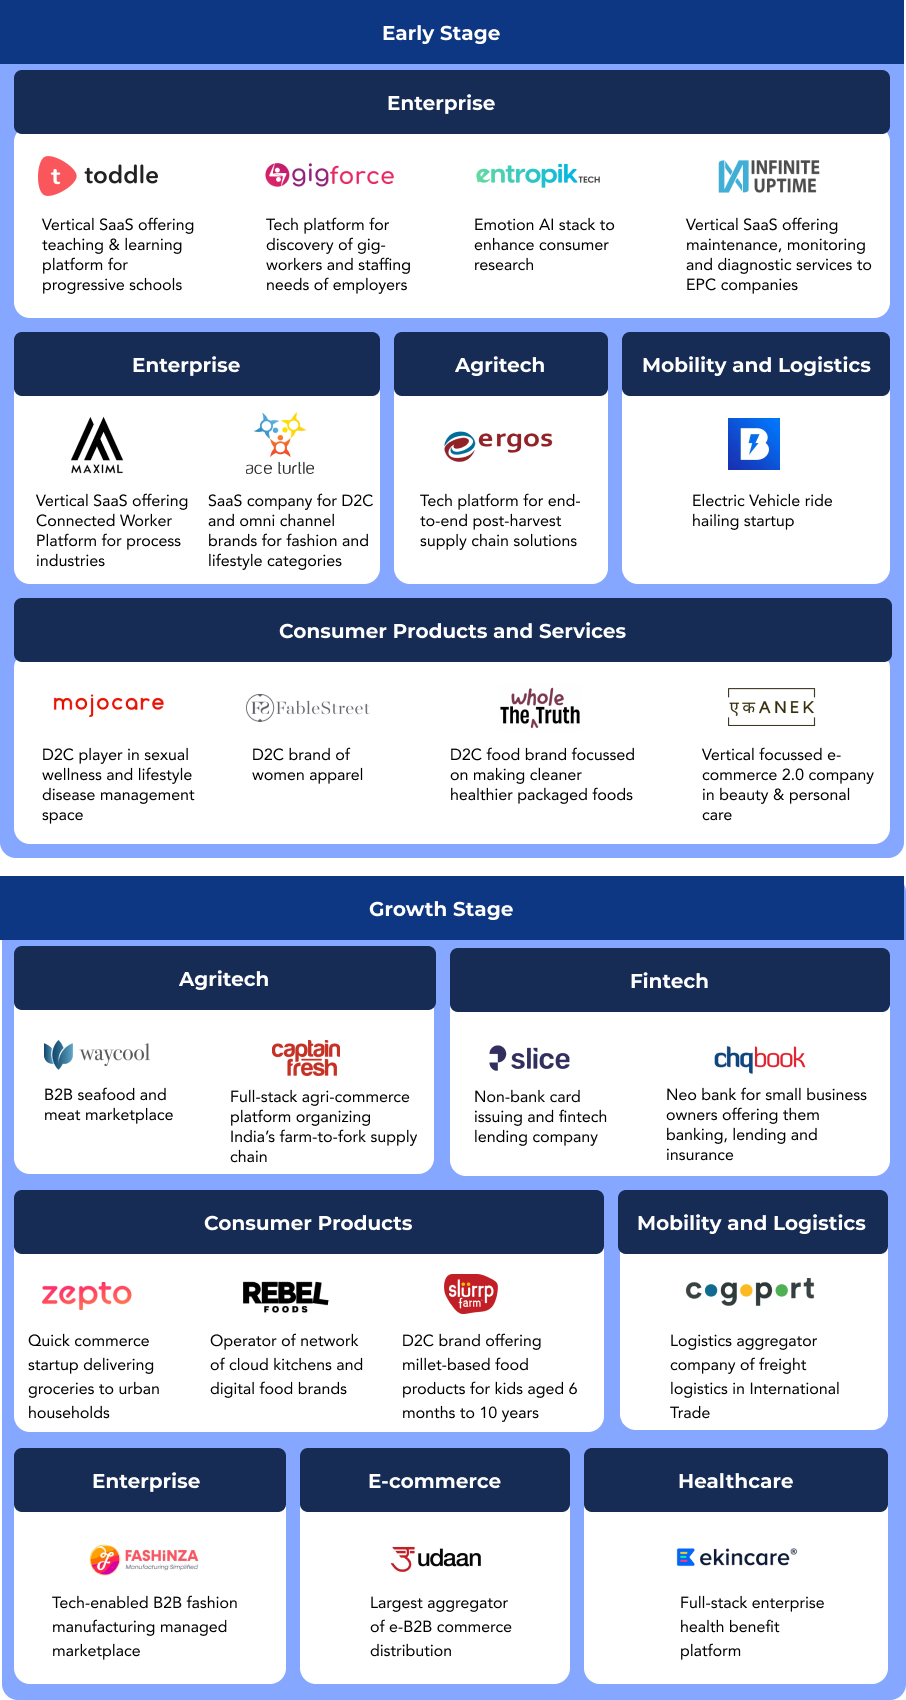 Early Stage
Enterprise
t toddle
Vertical SaaS offering
teaching & learning
platform for
progressive schools
gigforce
Tech platform for
discovery of gig-
workers and staffing
needs of employers
entropik TECH
Emotion AI stack to
enhance consumer
research
INFINITE
UPTIME
Vertical SaaS offering
maintenance, monitoring
and diagnostic services to
EPC companies
Enterprise
MAXIML
Vertical SaaS offering
Connected Worker
Platform for process
industries
ace turtle
SaaS company for D2C
and omni channel
brands for fashion and
lifestyle categories
Agritech
ergos
Tech platform for end-
to-end post-harvest
supply chain solutions
Mobility and Logistics
B
Electric Vehicle ride
hailing startup
Consumer Products and Services
mojocare
D2C player in sexual
wellness and lifestyle
disease management
space
FS FableStreet
D2C brand of
women apparel
whole
The Truth
D2C food brand focussed
on making cleaner
healthier packaged foods
एकANEK
Vertical focussed e-
commerce 2.0 company
in beauty & personal
care
Growth Stage
Agritech
waycool
B2B seafood and
meat marketplace
captain
fresh
Full-stack agri-commerce
platform organizing
India’s farm-to-fork supply
chain
Fintech
slice
Non-bank card
issuing and fintech
lending company
chqbook
Neo bank for small business
owners offering them
banking, lending and
insurance
Consumer Products
zepto
Quick commerce
startup delivering
groceries to urban
households
REBEL
FOODS
Operator of network
of cloud kitchens and
digital food brands
slürrp
farm
D2C brand offering
millet-based food
products for kids aged 6
months to 10 years
Mobility and Logistics
cogoport
Logistics aggregator
company of freight
logistics in International
Trade
Enterprise
FASHINZA
Manufacturing Simplified
Tech-enabled B2B fashion
manufacturing managed
marketplace
E-commerce
उudaan
Largest aggregator
of e-B2B commerce
distribution
Healthcare
ekincare®
Full-stack enterprise
health benefit
platform